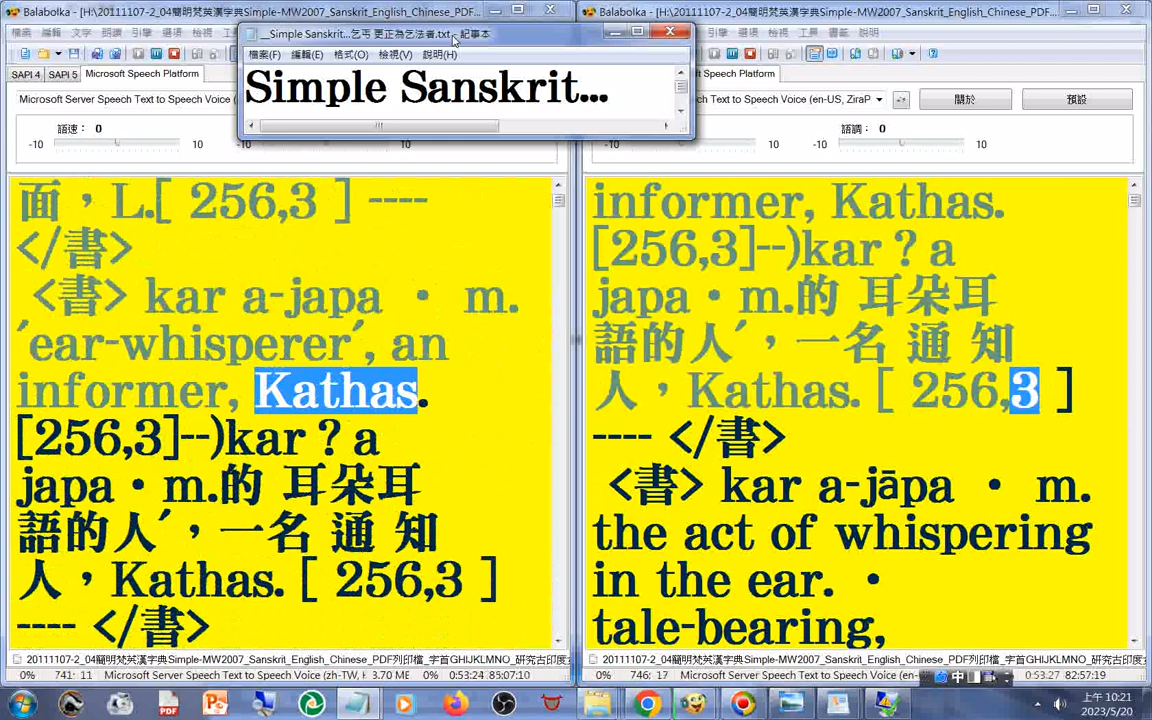 Balabolka - [H:\20111107-2_04簡明梵英漢字典Simple-MW2007_Sanskrit_English_Chinese_PDF...
Balabolka - [H:\20111107-2_04簡明梵英漢字典Simple-MW2007_Sanskrit_English_Chinese_PDF...
__Simple Sanskrit...乞丐 更正為乞法者.txt - 記事本
檔案(F) 編輯(E) 格式(O) 檢視(V) 說明(H)
Simple Sanskrit...
SAPI 4 SAPI 5 Microsoft Speech Platform
t Speech Platform
Microsoft Server Speech Text to Speech Voice (
h Text to Speech Voice (en-US, ZiraP
關於
預設
語速： 0
-10
10
10
語調： 0
-10
10
面，L.[ 256,3 ] ----
</書>
<書> kar a-japa ‧ m.
´ear-whisperer´, an
informer, Kathas.
[256,3]--)kar？a
japa‧m.的 耳朵耳
語的人´，一名 通 知
人，Kathas. [ 256,3 ]
---- </書>
informer, Kathas.
[256,3]--)kar？a
japa‧m.的 耳朵耳
語的人´，一名 通 知
人，Kathas. [ 256,3 ]
---- </書>
<書> kar a-jāpa ‧ m.
the act of whispering
in the ear. ‧
tale-bearing,
20111107-2_04簡明梵英漢字典Simple-MW2007_Sanskrit_English_Chinese_PDF列印檔_字首GHIJKLMNO_研究古印度
20111107-2_04簡明梵英漢字典Simple-MW2007_Sanskrit_English_Chinese_PDF列印檔_字首GHIJKLMNO_研究古印度
0% 741: 11 Microsoft Server Speech Text to Speech Voice (zh-TW, H 3.70 ME 0% 0:53:24 85:07:10
0% 746: 17 Microsoft Server Speech Text to Speech Voice 0:53:27 82:57:19
中
PDF
上午 10:21
2023/5/20